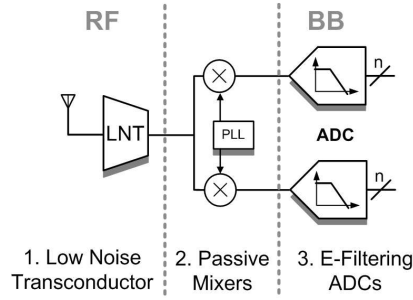 RF
BB
n
LNT
PLL
ADC
n
1. Low Noise
Transconductor
2. Passive
Mixers
3. E-Filtering
ADCs